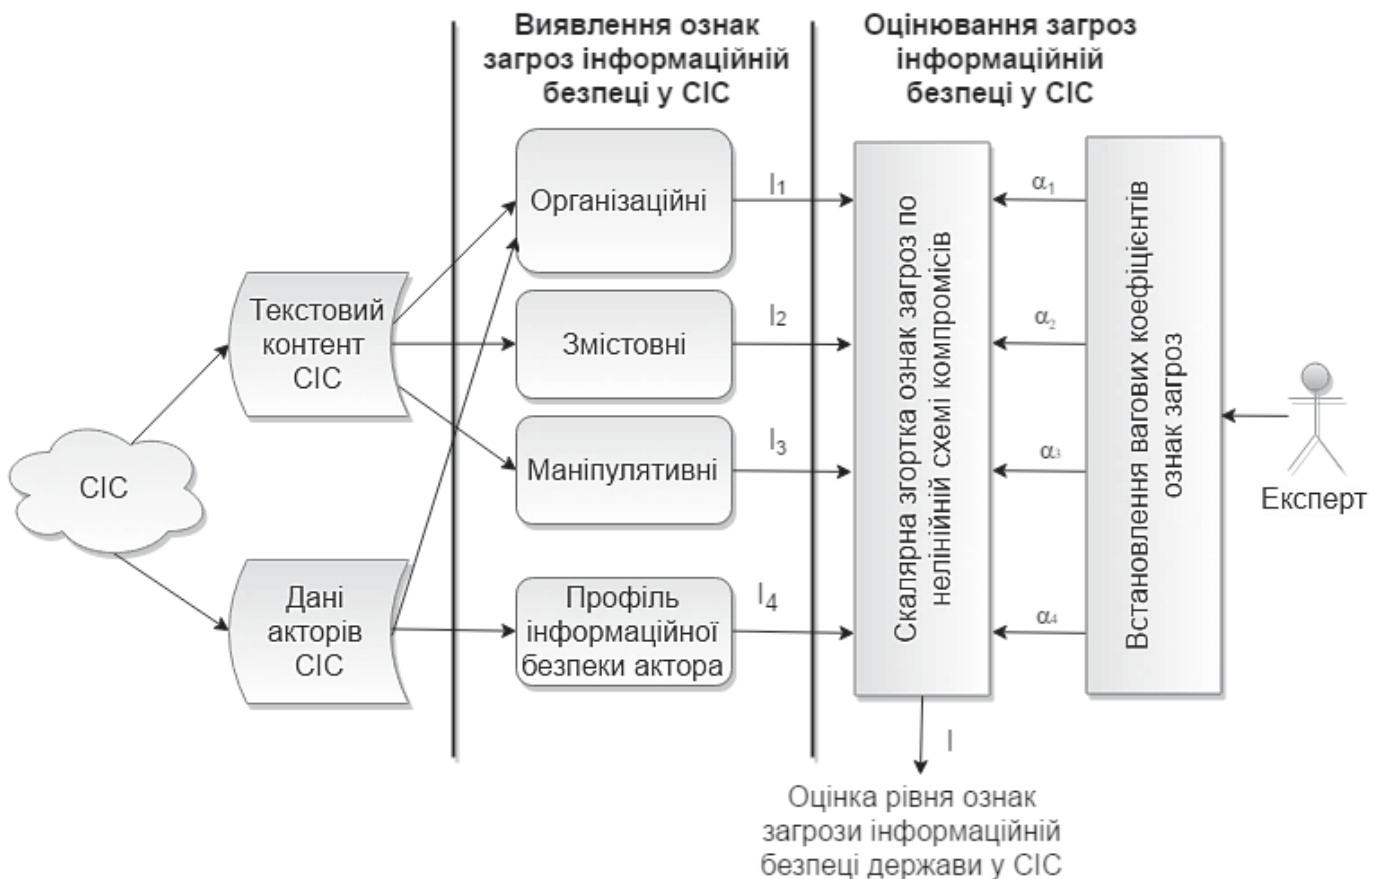 Виявлення ознак
загроз інформаційній
безпеці у СІС
Оцінювання загроз
інформаційній
безпеці у СІС
СІС
Текстовий
контент
СІС
Дані
акторів
СІС
Організаційні
Змістовні
Маніпулятивні
Профіль
інформаційної
безпеки актора
I1
I2
I3
I4
Скалярна згортка ознак загроз по
нелінійній схемі компромісів
α1
α2
α3
α4
Встановлення вагових коефіцієнтів
ознак загроз
Експерт
I
Оцінка рівня ознак
загрози інформаційній
безпеці держави у СІС